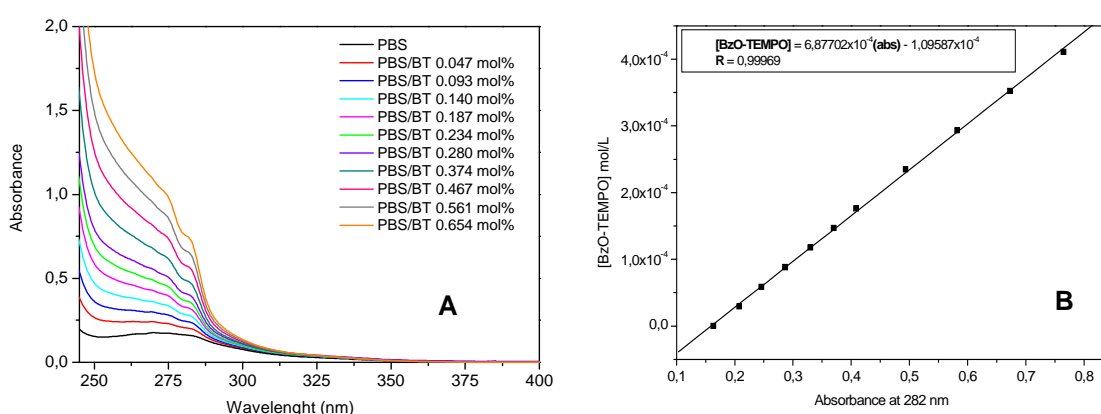 2,0
1,5
1,0
0,5
0,0
250
275
300
325
350
375
400
Absorbance
Wavelenght (nm)
PBS
PBS/BT 0.047 mol%
PBS/BT 0.093 mol%
PBS/BT 0.140 mol%
PBS/BT 0.187 mol%
PBS/BT 0.234 mol%
PBS/BT 0.280 mol%
PBS/BT 0.374 mol%
PBS/BT 0.467 mol%
PBS/BT 0.561 mol%
PBS/BT 0.654 mol%
A
[BzO-TEMPO] = 6,87702x10⁻⁴(abs) - 1,09587x10⁻⁴
R = 0,99969
4,0x10⁻⁴
3,0x10⁻⁴
2,0x10⁻⁴
1,0x10⁻⁴
0,0
[BzO-TEMPO] mol/L
0,1
0,2
0,3
0,4
0,5
0,6
0,7
0,8
Absorbance at 282 nm
B